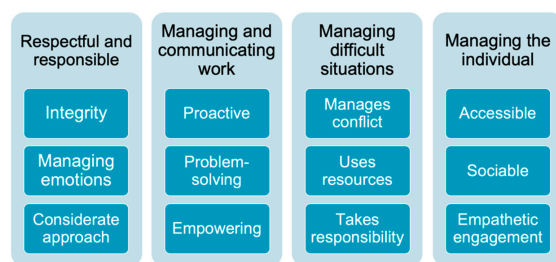 Respectful and
responsible
Integrity
Managing
emotions
Considerate
approach
Managing and
communicating
work
Proactive
Problem-
solving
Empowering
Managing
difficult
situations
Manages
conflict
Uses
resources
Takes
responsibility
Managing the
individual
Accessible
Sociable
Empathetic
engagement